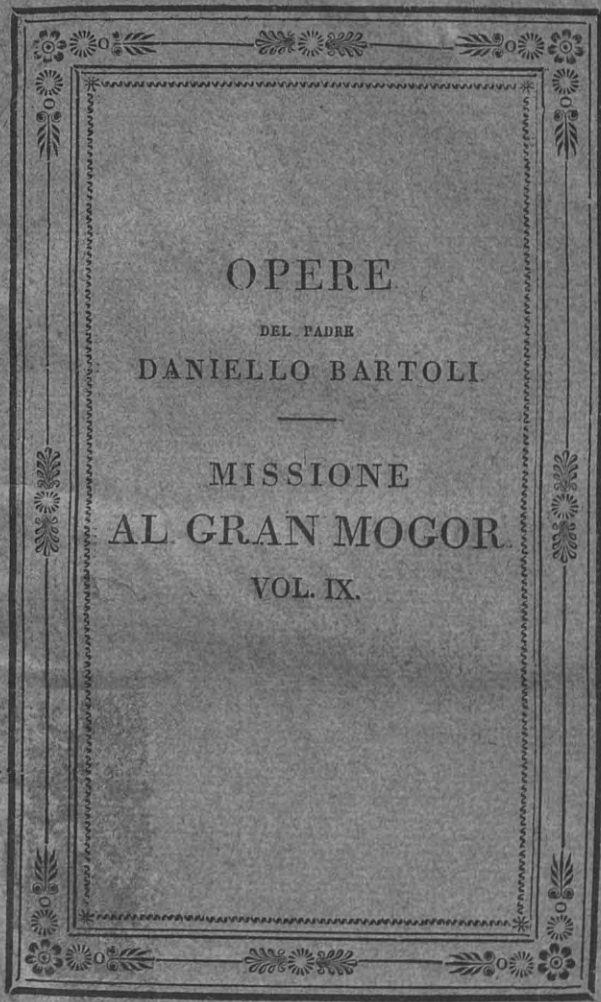 OPERE
DEL PADRE
DANIELLO BARTOLI
MISSIONE
AL GRAN MOGOR
VOL. IX.